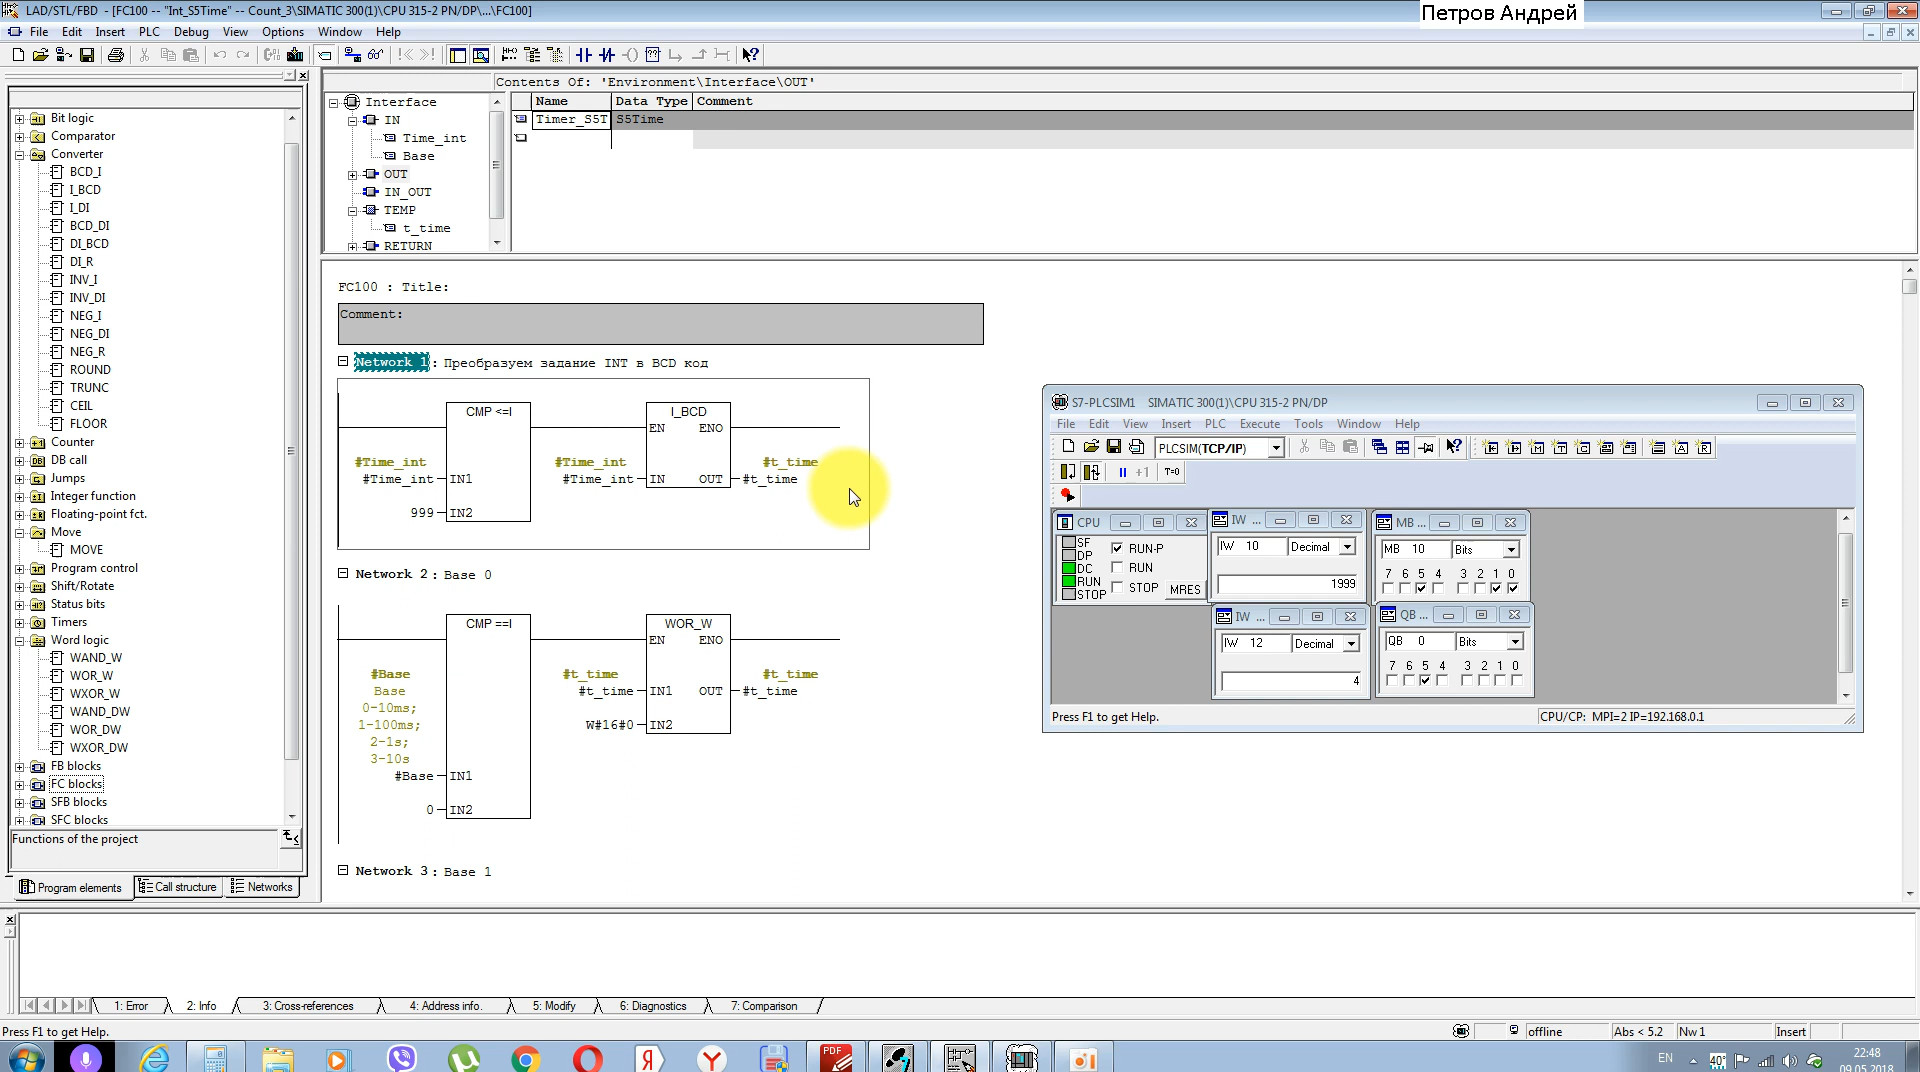 LAD/STL/FBD - [FC100 -- "Int_S5Time" -- Count_3\SIMATIC 300(1)\CPU 315-2 PN/DP\...\FC100]
Петров Андрей
File Edit Insert PLC Debug View Options Window Help
Contents Of: 'Environment\Interface\OUT'
Name Data Type Comment
Timer_S5T S5Time
Interface
IN
Time_int
Base
OUT
IN_OUT
TEMP
t_time
RETURN
Bit logic
Comparator
Converter
BCD_I
I_BCD
I_DI
BCD_DI
DI_BCD
DI_R
INV_I
INV_DI
NEG_I
NEG_DI
NEG_R
ROUND
TRUNC
CEIL
FLOOR
Counter
DB call
Jumps
Integer function
Floating-point fct.
Move
MOVE
Program control
Shift/Rotate
Status bits
Timers
Word logic
WAND_W
WOR_W
WXOR_W
WAND_DW
WOR_DW
WXOR_DW
FB blocks
FC blocks
SFB blocks
SFC blocks
Functions of the project
Program elements Call structure Networks
FC100 : Title:
Comment:
Network 1: Преобразуем задание INT в BCD код
CMP <=I I_BCD
EN ENO
#Time_int #Time_int #t_time
#Time_int IN1 #Time_int IN OUT #t_time
999 IN2
Network 2: Base 0
CMP ==I WOR_W
EN ENO
#Base #t_time #t_time
Base #t_time IN1 OUT #t_time
0-10ms;
1-100ms; W#16#0 IN2
2-1s;
3-10s
#Base IN1
0 IN2
Network 3: Base 1
S7-PLCSIM1 SIMATIC 300(1)\CPU 315-2 PN/DP
File Edit View Insert PLC Execute Tools Window Help
PLCSIM(TCP/IP)
+1 T=0
CPU IW ... MB ...
SF
DP
DC
RUN
STOP
RUN-P
RUN
STOP MRES
IW 10 Decimal
1999
MB 10 Bits
7 6 5 4 3 2 1 0
IW ... QB ...
IW 12 Decimal
4
QB 0 Bits
7 6 5 4 3 2 1 0
Press F1 to get Help. CPU/CP: MPI=2 IP=192.168.0.1
1: Error 2: Info 3: Cross-references 4: Address info. 5: Modify 6: Diagnostics 7: Comparison
Press F1 to get Help. offline Abs < 5.2 Nw 1 Insert
PDF
Я
EN 40° 22:48
09.05.2018